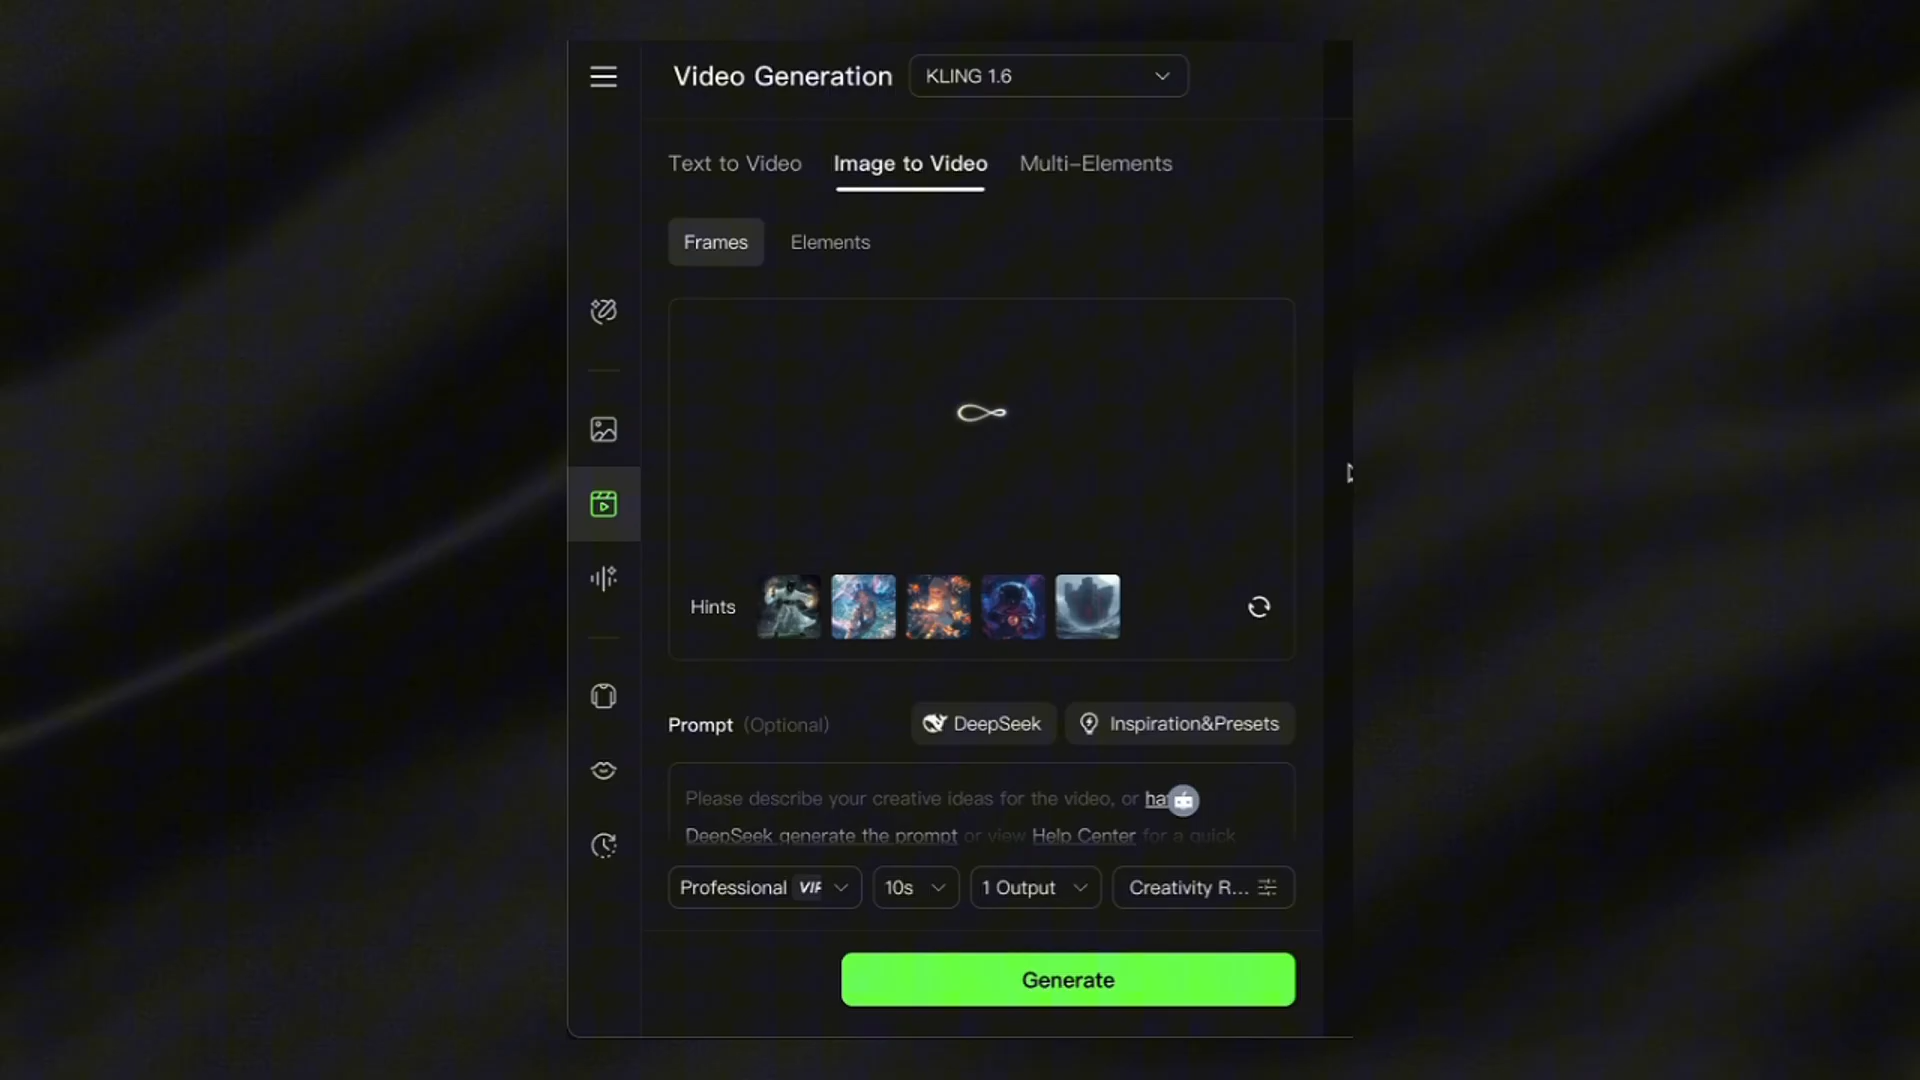 Video Generation KLING 1.6
Text to Video Image to Video Multi-Elements
Frames Elements
Hints
Prompt (Optional) DeepSeek Inspiration&Presets
Please describe your creative ideas for the video, or
DeepSeek generate the prompt or view Help Center for a quick
Professional VIP 10s 1 Output Creativity R...
Generate